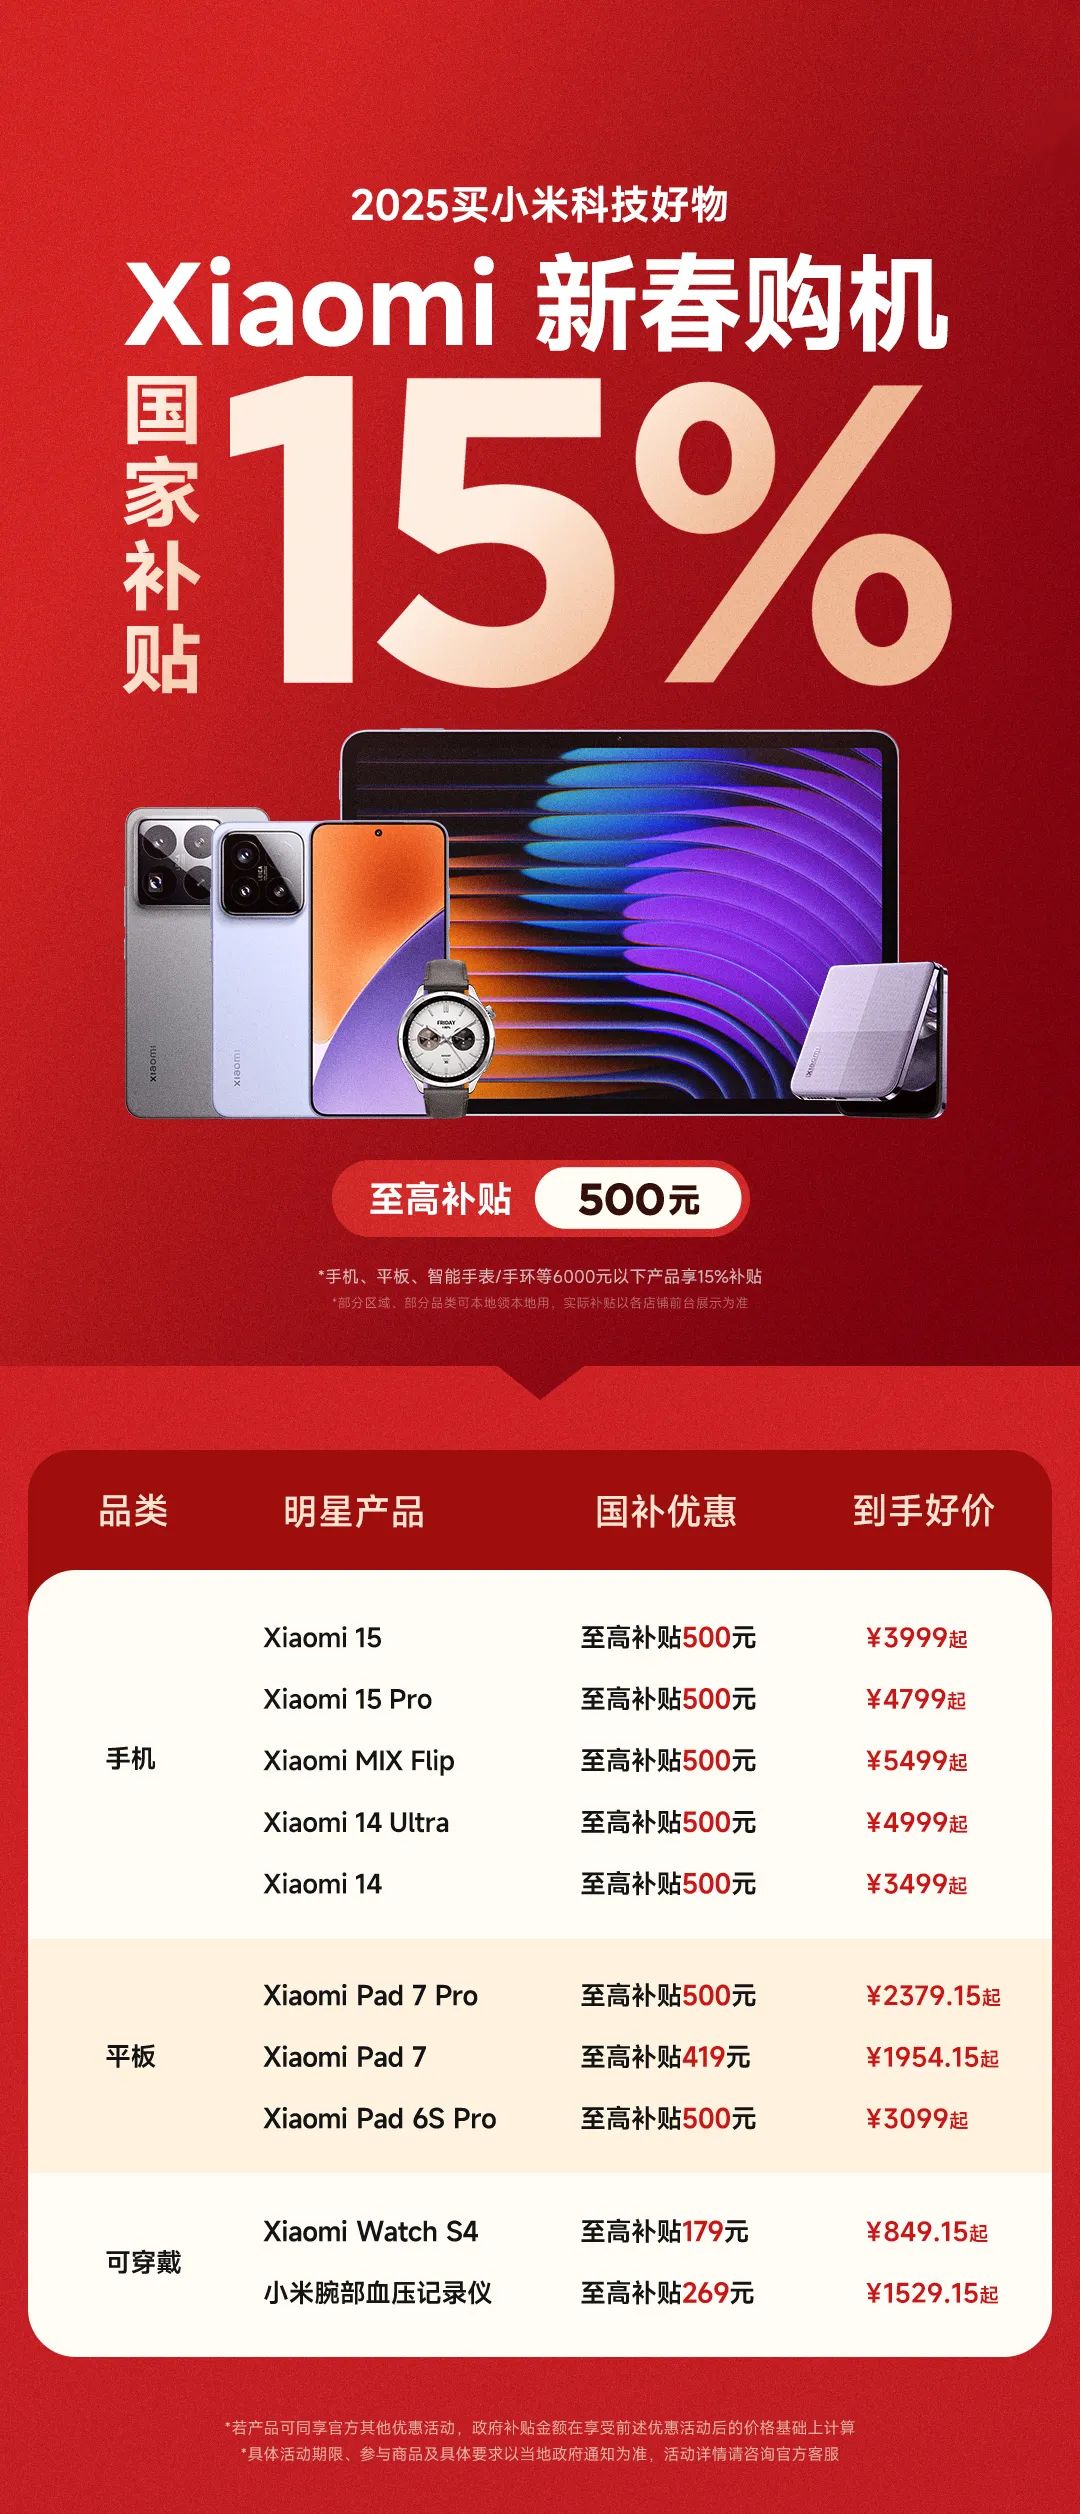 2025买小米科技好物
Xiaomi 新春购机
国家补贴
15%
LEICA
xiaomi
xiaomi
FRIDAY
xiaomi
至高补贴 500元
*手机、平板、智能手表/手环等6000元以下产品享15%补贴
*部分区域、部分品类可本地领本地用，实际补贴以各店铺前台展示为准
品类 明星产品 国补优惠 到手好价
手机
Xiaomi 15 至高补贴500元 ¥3999起
Xiaomi 15 Pro 至高补贴500元 ¥4799起
Xiaomi MIX Flip 至高补贴500元 ¥5499起
Xiaomi 14 Ultra 至高补贴500元 ¥4999起
Xiaomi 14 至高补贴500元 ¥3499起
平板
Xiaomi Pad 7 Pro 至高补贴500元 ¥2379.15起
Xiaomi Pad 7 至高补贴419元 ¥1954.15起
Xiaomi Pad 6S Pro 至高补贴500元 ¥3099起
可穿戴
Xiaomi Watch S4 至高补贴179元 ¥849.15起
小米腕部血压记录仪 至高补贴269元 ¥1529.15起
*若产品可同享官方其他优惠活动，政府补贴金额在享受前述优惠活动后的价格基础上计算
*具体活动期限、参与商品及具体要求以当地政府通知为准，活动详情请咨询官方客服